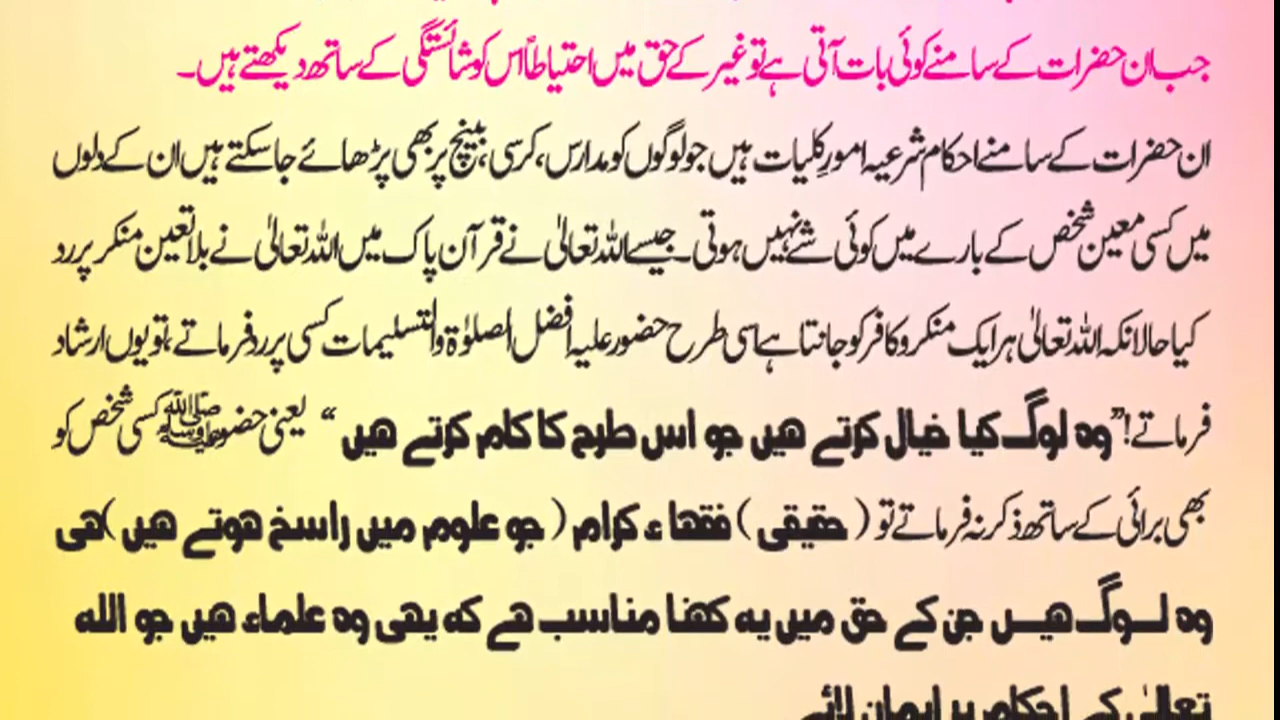 جب ان حضرات کے سامنے کوئی بات آتی ہے تو غیر کے حق میں احتیاطاً اس کو شائستگی کے ساتھ دیکھتے ہیں۔
ان حضرات کے سامنے احکام شرعیہ امورِ کلیات ہیں جو لوگوں کو مدارس، کرسی، بینچ پر بھی پڑھائے جا سکتے ہیں ان کے دلوں
میں کسی معین شخص کے بارے میں کوئی شے نہیں ہوتی۔ جیسے اللہ تعالیٰ نے قرآن پاک میں اللہ تعالیٰ نے بلا تعین منکر پر رد
کیا حالانکہ اللہ تعالیٰ ہر ایک منکر و کافر کو جانتا ہے اسی طرح حضور علیہ افضل الصلوٰۃ والتسلیمات کسی پر رد فرماتے، تو یوں ارشاد
فرماتے! ”وہ لوگ کیا خیال کرتے ہیں جو اس طرح کا کام کرتے ہیں“ یعنی حضور ﷺ کسی شخص کو
بھی برائی کے ساتھ ذکر نہ فرماتے تو (حقیقی) فقہاء کرام (جو علوم میں راسخ ہوتے ہیں) ہی
وہ لوگ ہیں جن کے حق میں یہ کہنا مناسب ہے کہ یہی وہ علماء ہیں جو اللہ
تعالیٰ کے احکام پر ایمان لائے